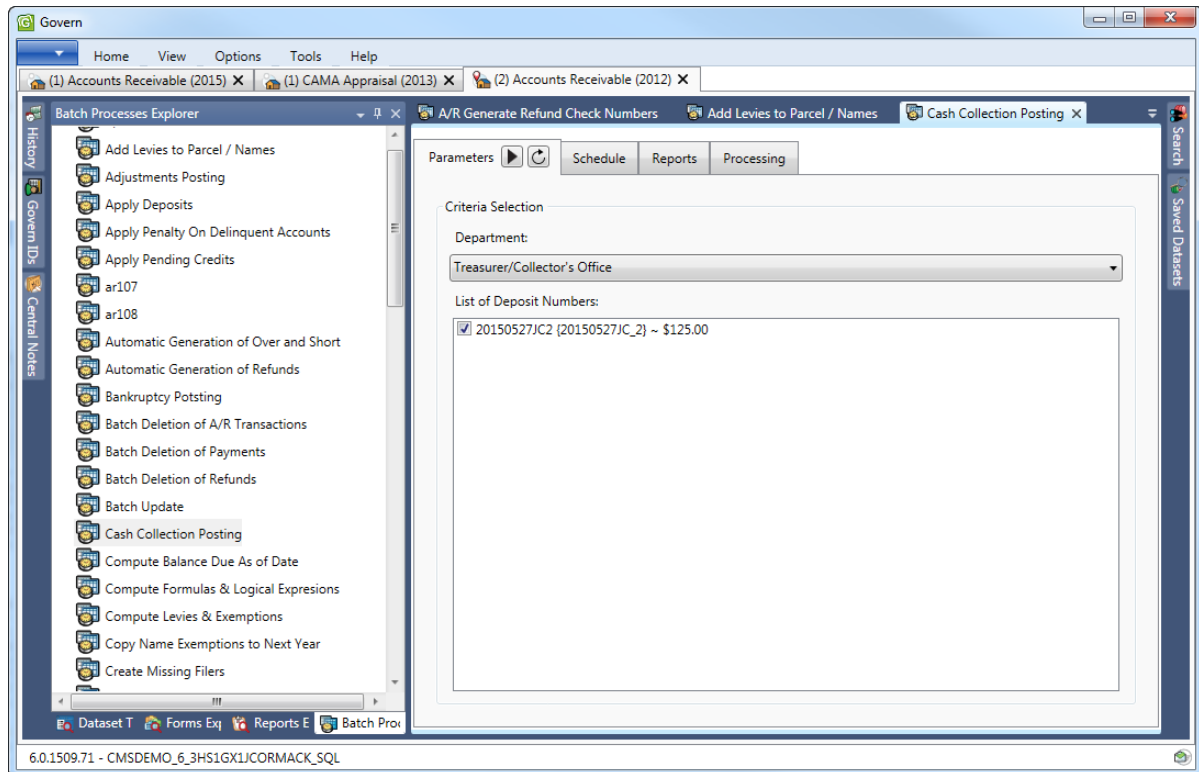 Govern
Home View Options Tools Help
(1) Accounts Receivable (2015) (1) CAMA Appraisal (2013) (2) Accounts Receivable (2012)
History
Govern IDs
Central Notes
Batch Processes Explorer
Add Levies to Parcel / Names
Adjustments Posting
Apply Deposits
Apply Penalty On Delinquent Accounts
Apply Pending Credits
ar107
ar108
Automatic Generation of Over and Short
Automatic Generation of Refunds
Bankruptcy Potsting
Batch Deletion of A/R Transactions
Batch Deletion of Payments
Batch Deletion of Refunds
Batch Update
Cash Collection Posting
Compute Balance Due As of Date
Compute Formulas & Logical Expresions
Compute Levies & Exemptions
Copy Name Exemptions to Next Year
Create Missing Filers
Dataset T Forms Exp Reports E Batch Proc
A/R Generate Refund Check Numbers Add Levies to Parcel / Names Cash Collection Posting
Parameters Schedule Reports Processing
Criteria Selection
Department:
Treasurer/Collector's Office
List of Deposit Numbers:
20150527JC2 {20150527JC_2} ~ $125.00
Search
Saved Datasets
6.0.1509.71 - CMSDEMO_6_3HS1GX1JCORMACK_SQL